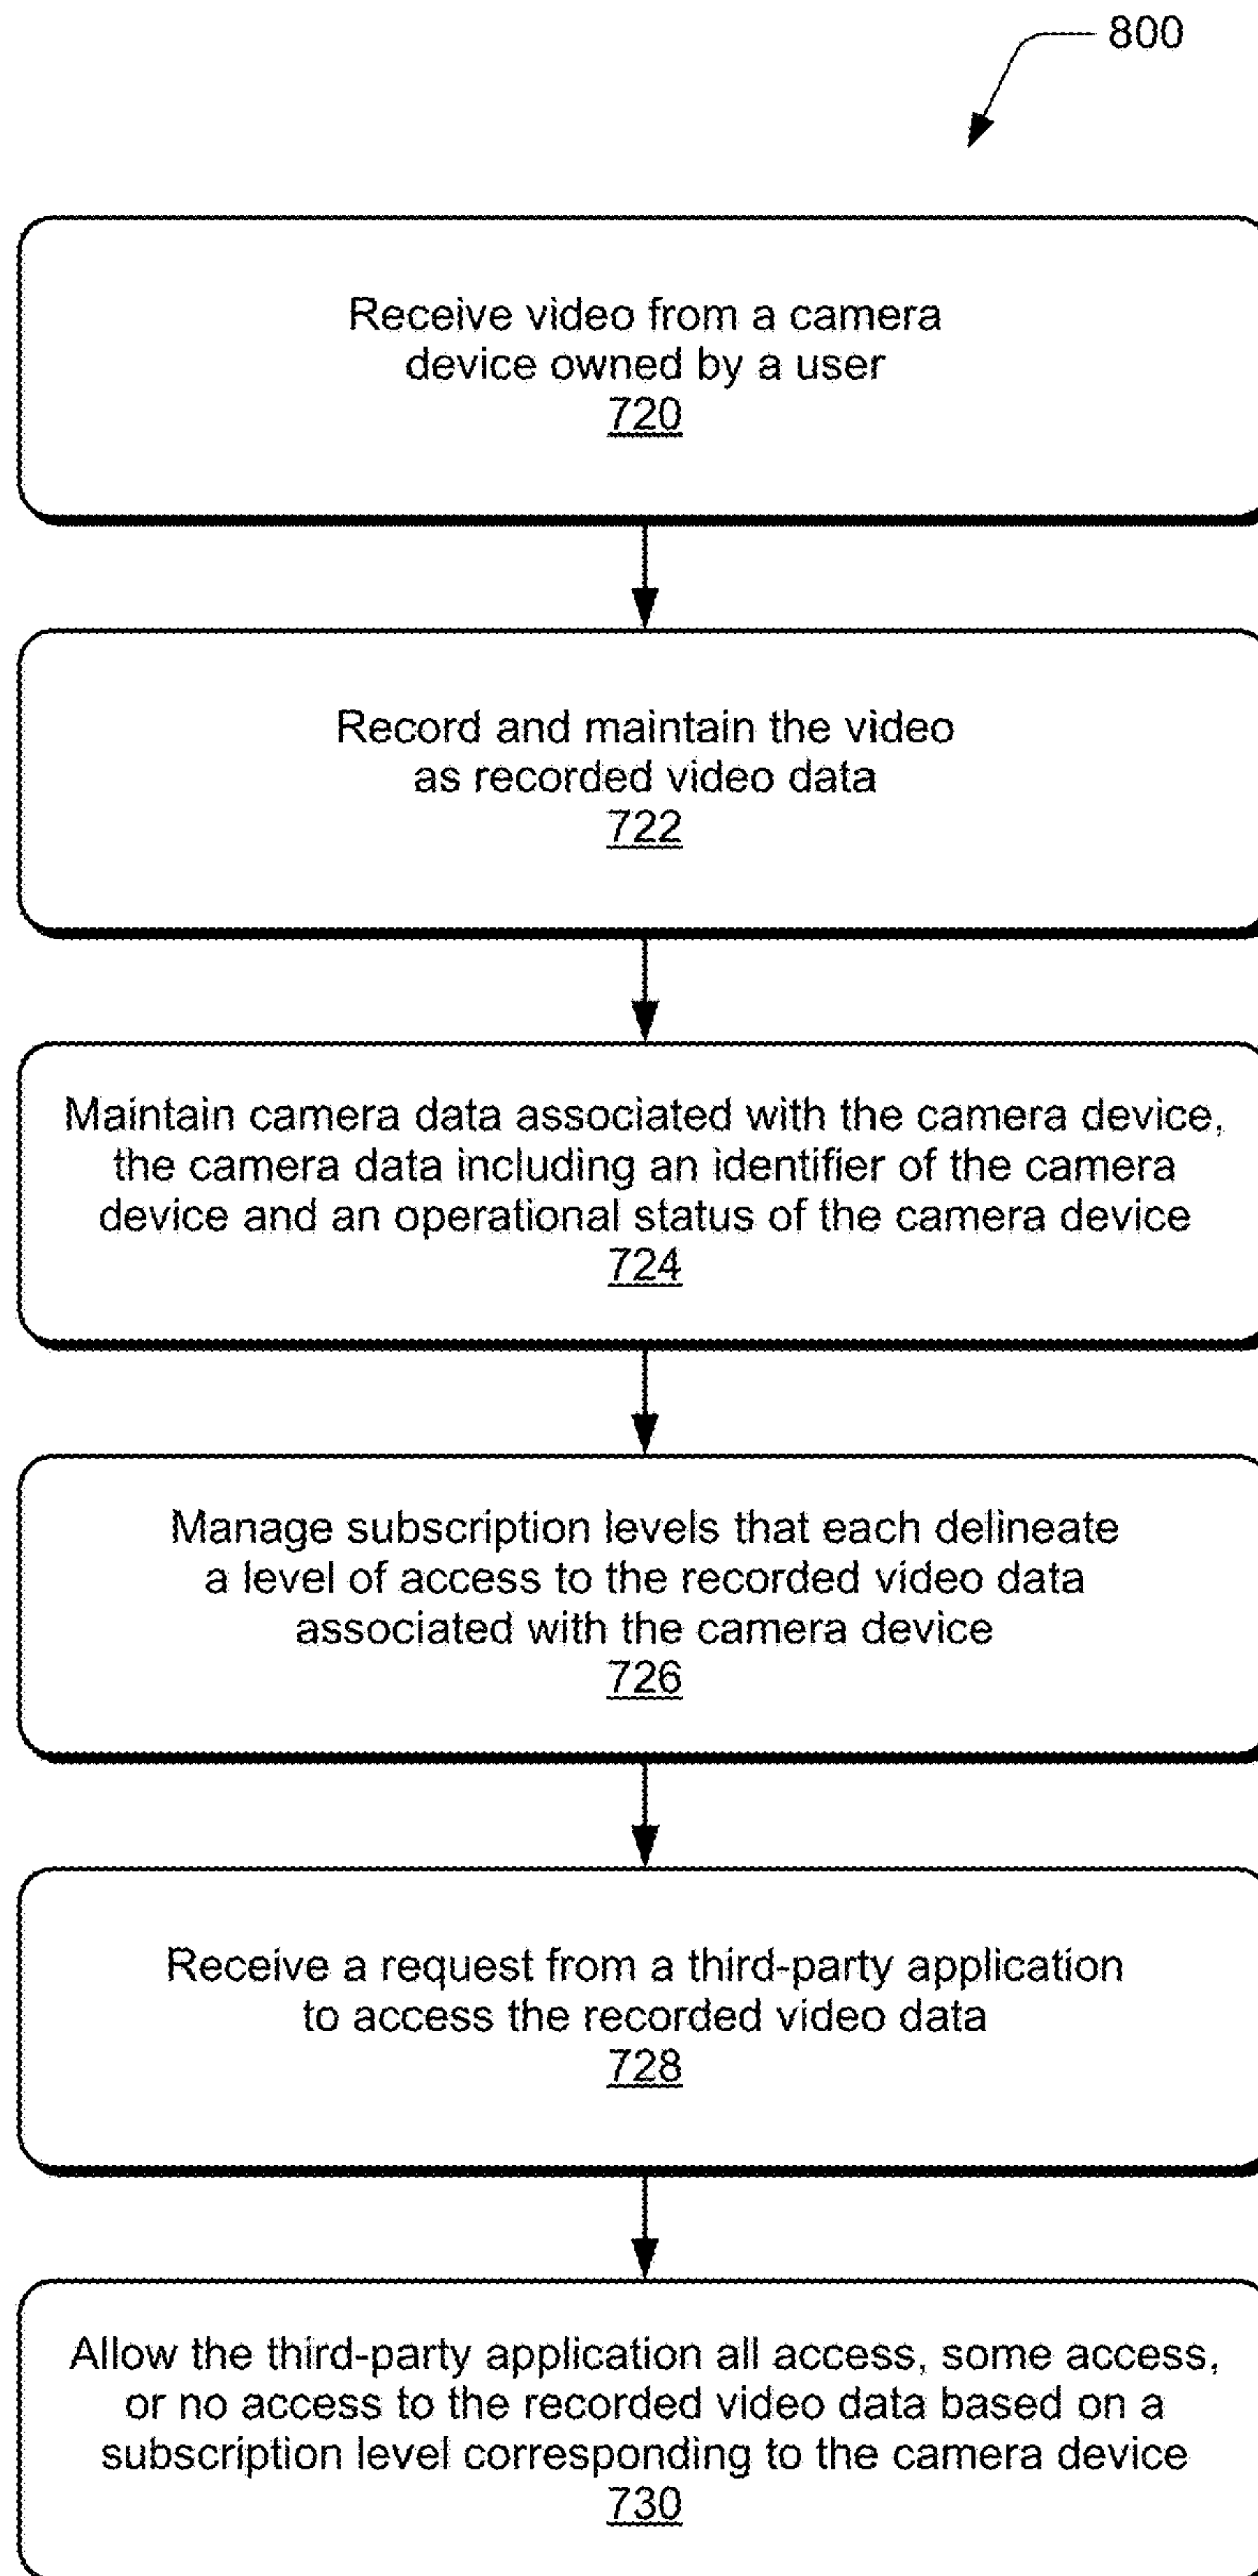 800
Receive video from a camera
device owned by a user
720
Record and maintain the video
as recorded video data
722
Maintain camera data associated with the camera device,
the camera data including an identifier of the camera
device and an operational status of the camera device
724
Manage subscription levels that each delineate
a level of access to the recorded video data
associated with the camera device
726
Receive a request from a third-party application
to access the recorded video data
728
Allow the third-party application all access, some access,
or no access to the recorded video data based on a
subscription level corresponding to the camera device
730